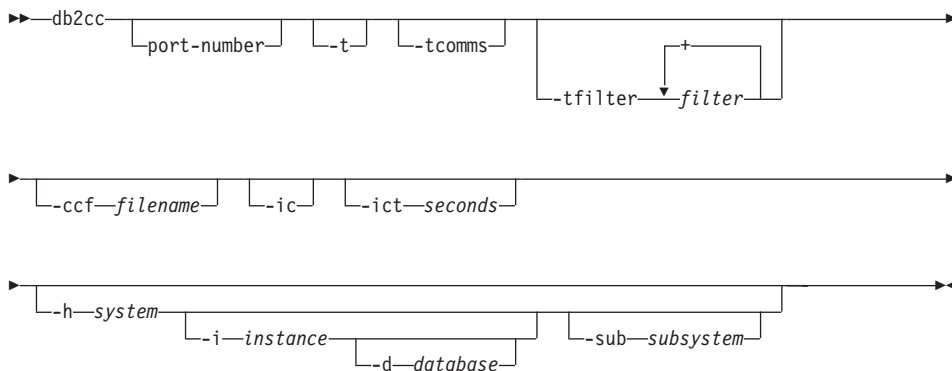 db2cc
port-number -t -tcomms
+
-tfilter filter
-ccf filename -ic -ict seconds
-h system
-i instance -sub subsystem
-d database